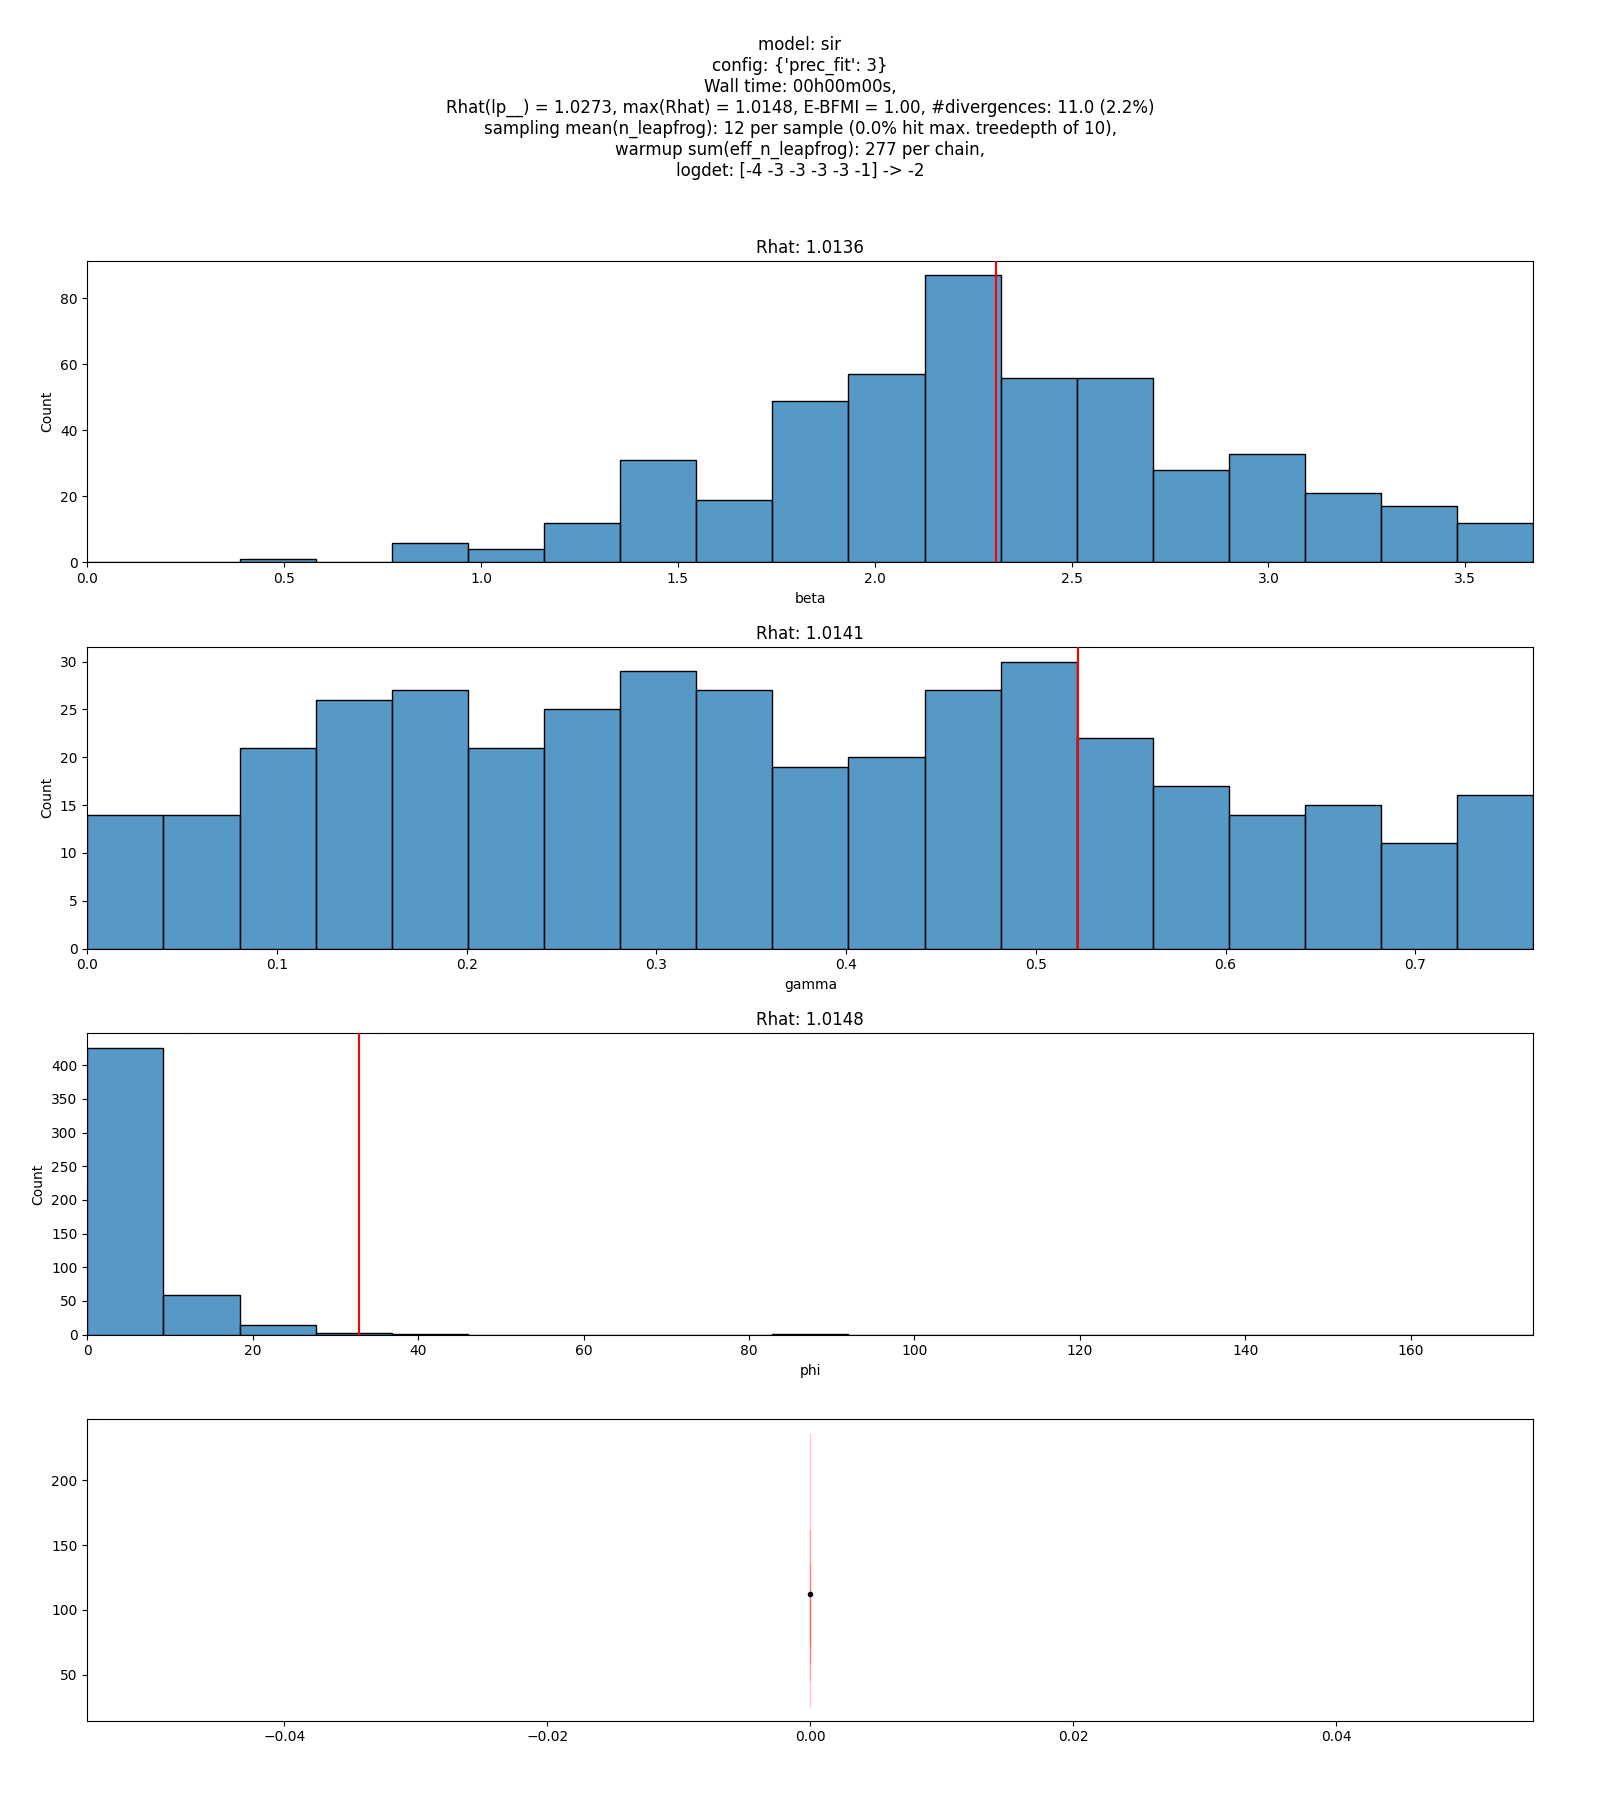 model: sir
config: {'prec_fit': 3}
Wall time: 00h00m00s,
Rhat(lp__) = 1.0273, max(Rhat) = 1.0148, E-BFMI = 1.00, #divergences: 11.0 (2.2%)
sampling mean(n_leapfrog): 12 per sample (0.0% hit max. treedepth of 10),
warmup sum(eff_n_leapfrog): 277 per chain,
logdet: [-4 -3 -3 -3 -3 -1] -> -2
Rhat: 1.0136
80
60
40
20
0
Count
0.0 0.5 1.0 1.5 2.0 2.5 3.0 3.5
beta
Rhat: 1.0141
30
25
20
15
10
5
0
Count
0.0 0.1 0.2 0.3 0.4 0.5 0.6 0.7
gamma
Rhat: 1.0148
400
350
300
250
200
150
100
50
0
Count
0 20 40 60 80 100 120 140 160
phi
200
150
100
50
−0.04 −0.02 0.00 0.02 0.04